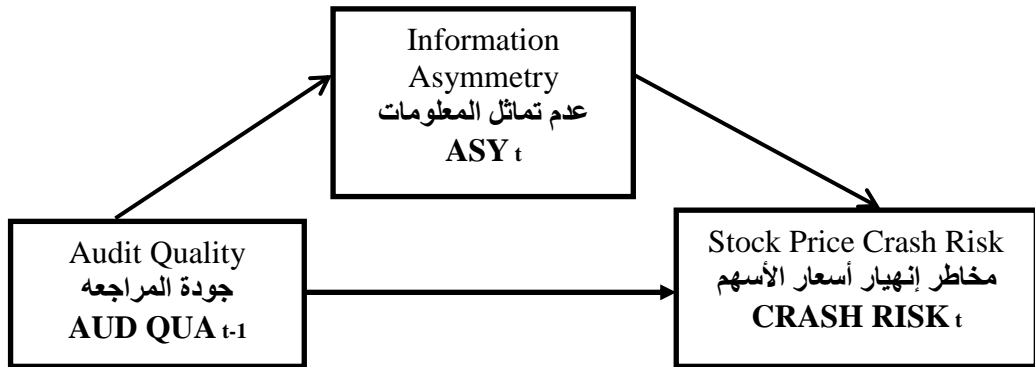 Information
Asymmetry
عدم تماثل المعلومات
ASY t
Audit Quality
جودة المراجعه
AUD QUA t-1
Stock Price Crash Risk
مخاطر إنهيار أسعار الأسهم
CRASH RISK t